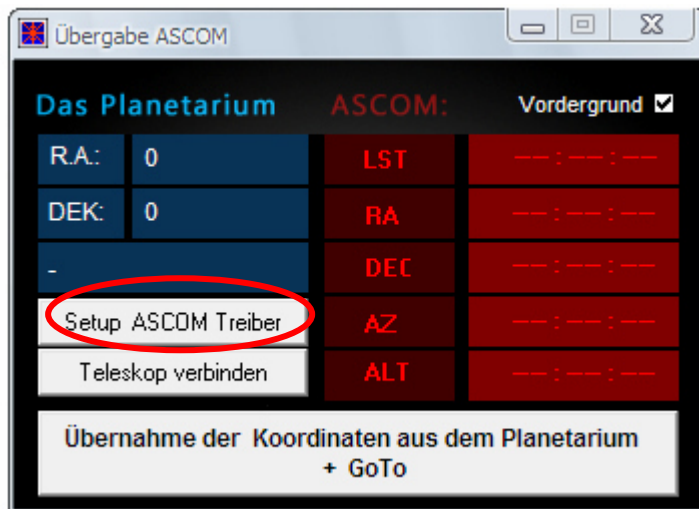 Übergabe ASCOM
Das Planetarium ASCOM: Vordergrund
R.A.: 0 LST --:--:--
DEK: 0 RA --:--:--
- DEC --:--:--
Setup ASCOM Treiber AZ --:--:--
Teleskop verbinden ALT --:--:--
Übernahme der Koordinaten aus dem Planetarium
+ GoTo